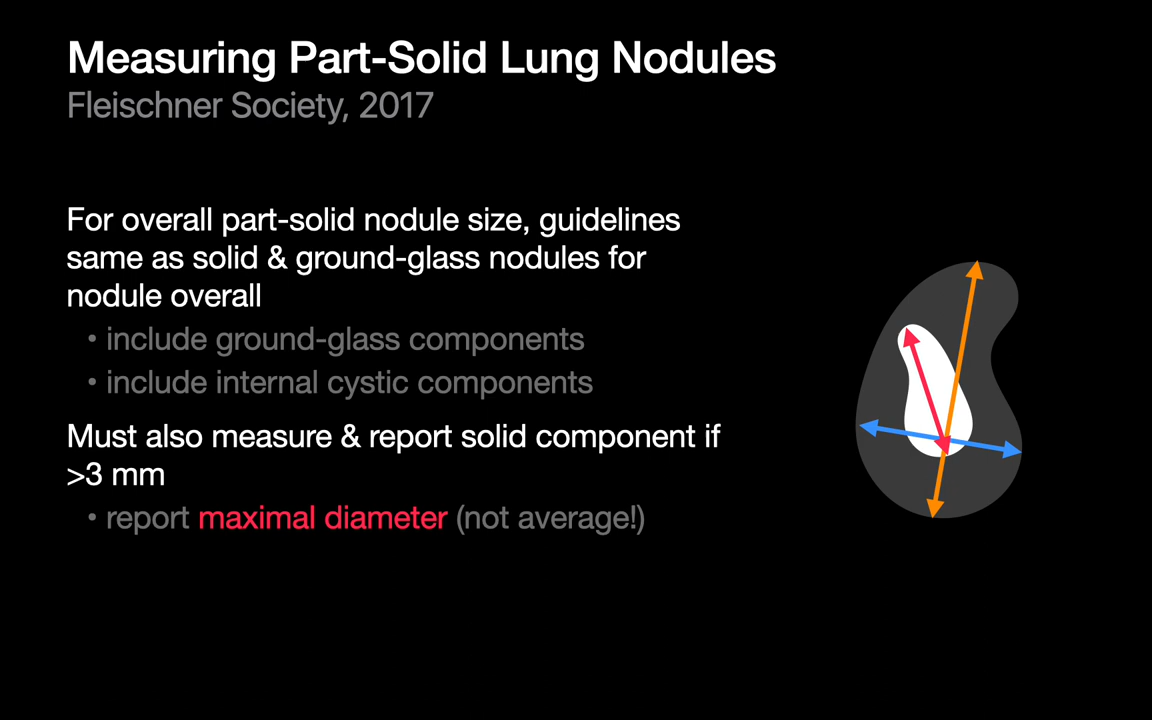 Measuring Part-Solid Lung Nodules
Fleischner Society, 2017
For overall part-solid nodule size, guidelines
same as solid & ground-glass nodules for
nodule overall
• include ground-glass components
• include internal cystic components
Must also measure & report solid component if
>3 mm
• report maximal diameter (not average!)